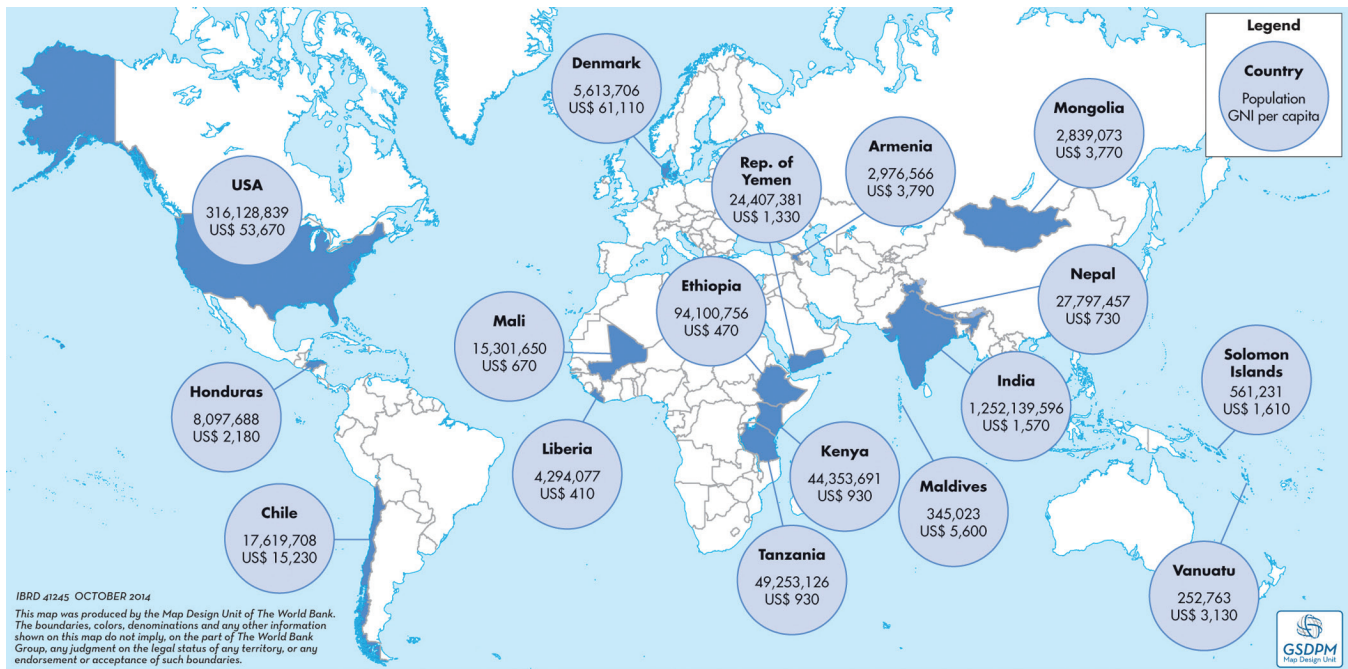 Legend
Country
Population
GNI per capita
Denmark
5,613,706
US$ 61,110
Mongolia
2,839,073
US$ 3,770
Armenia
2,976,566
US$ 3,790
Rep. of
Yemen
24,407,381
US$ 1,330
USA
316,128,839
US$ 53,670
Nepal
27,797,457
US$ 730
Ethiopia
94,100,756
US$ 470
Mali
15,301,650
US$ 670
Solomon
Islands
561,231
US$ 1,610
India
1,252,139,596
US$ 1,570
Honduras
8,097,688
US$ 2,180
Liberia
4,294,077
US$ 410
Kenya
44,353,691
US$ 930
Maldives
345,023
US$ 5,600
Chile
17,619,708
US$ 15,230
Tanzania
49,253,126
US$ 930
Vanuatu
252,763
US$ 3,130
IBRD 41245 OCTOBER 2014
This map was produced by the Map Design Unit of The World Bank.
The boundaries, colors, denominations and any other information
shown on this map do not imply, on the part of The World Bank
Group, any judgment on the legal status of any territory, or any
endorsement or acceptance of such boundaries.
GSDPM
Map Design Unit